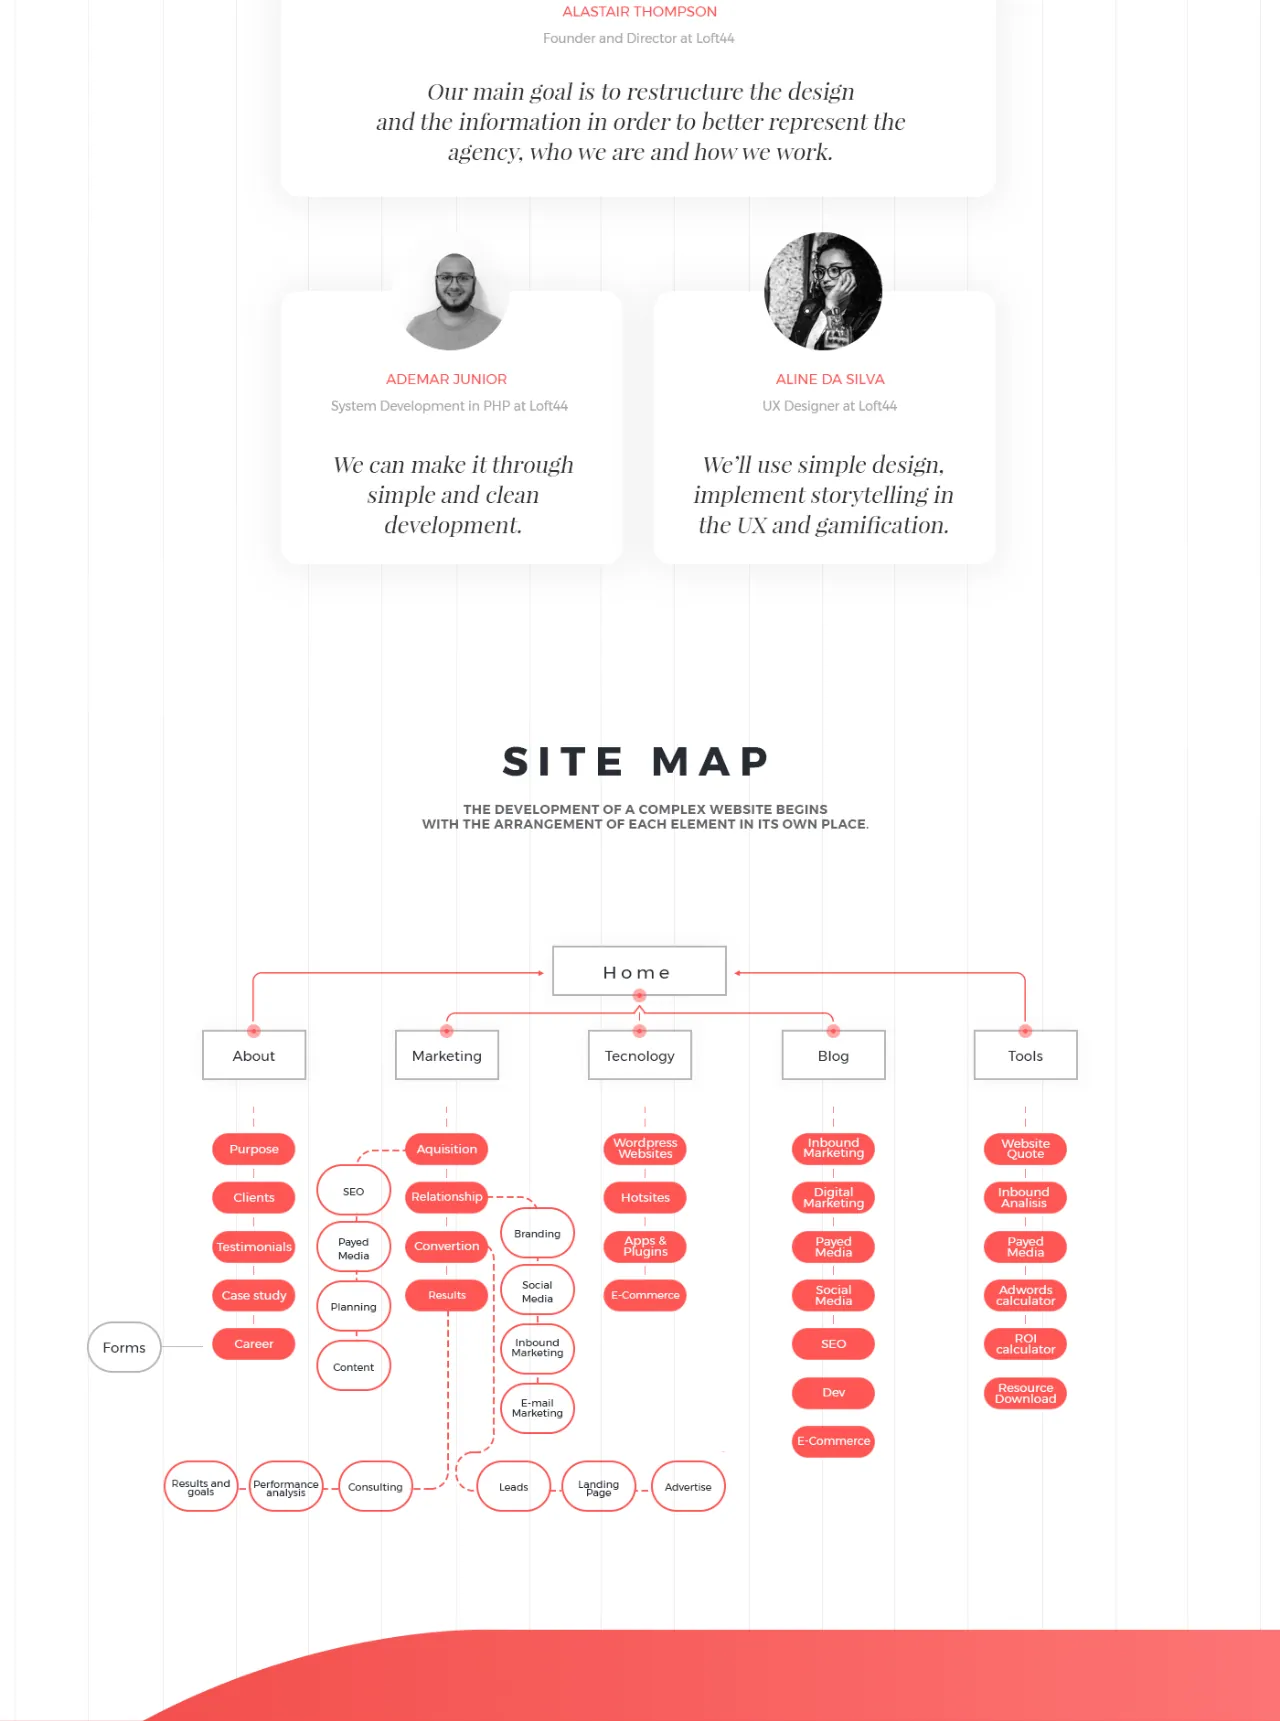 ALASTAIR THOMPSON
Founder and Director at Loft44
Our main goal is to restructure the design
and the information in order to better represent the
agency, who we are and how we work.
ADEMAR JUNIOR
System Development in PHP at Loft44
We can make it through
simple and clean
development.
ALINE DA SILVA
UX Designer at Loft44
We'll use simple design,
implement storytelling in
the UX and gamification.
SITE MAP
THE DEVELOPMENT OF A COMPLEX WEBSITE BEGINS
WITH THE ARRANGEMENT OF EACH ELEMENT IN ITS OWN PLACE.
Home
About
Marketing
Tecnology
Blog
Tools
Purpose
Clients
Testimonials
Case study
Career
Forms
Aquisition
Relationship
Convertion
Results
SEO
Payed
Media
Planning
Content
Branding
Social
Media
Inbound
Marketing
E-mail
Marketing
Results and
goals
Performance
analysis
Consulting
Leads
Landing
Page
Advertise
Wordpress
Websites
Hotsites
Apps &
Plugins
E-Commerce
Inbound
Marketing
Digital
Marketing
Payed
Media
Social
Media
SEO
Dev
E-Commerce
Website
Quote
Inbound
Analisis
Payed
Media
Adwords
calculator
ROI
calculator
Resource
Download